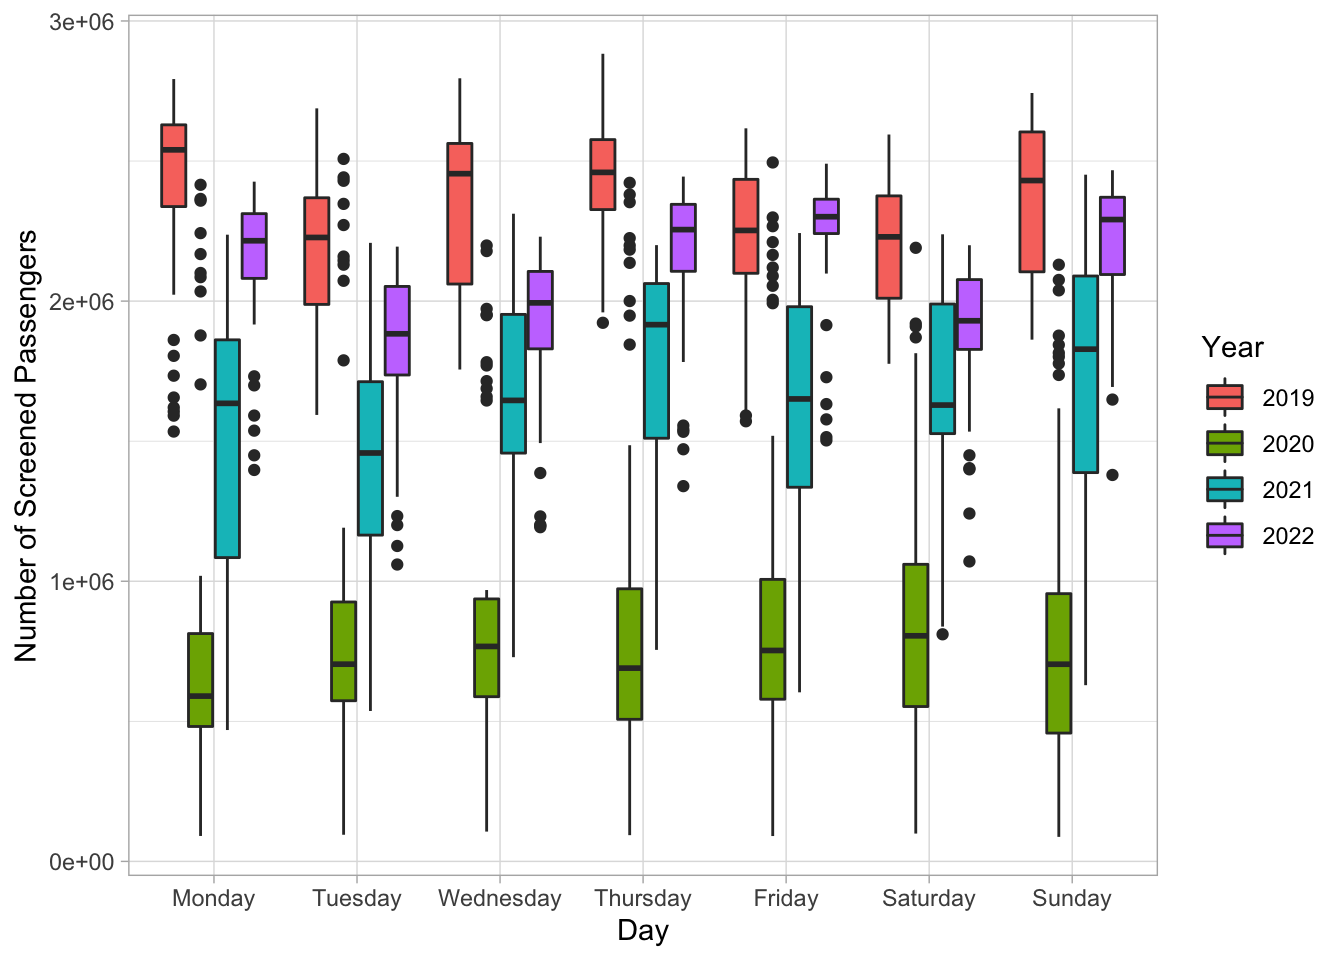 Number of Screened Passengers
3e+06
2e+06
1e+06
0e+00
Monday Tuesday Wednesday Thursday Friday Saturday Sunday
Day
Year
2019
2020
2021
2022